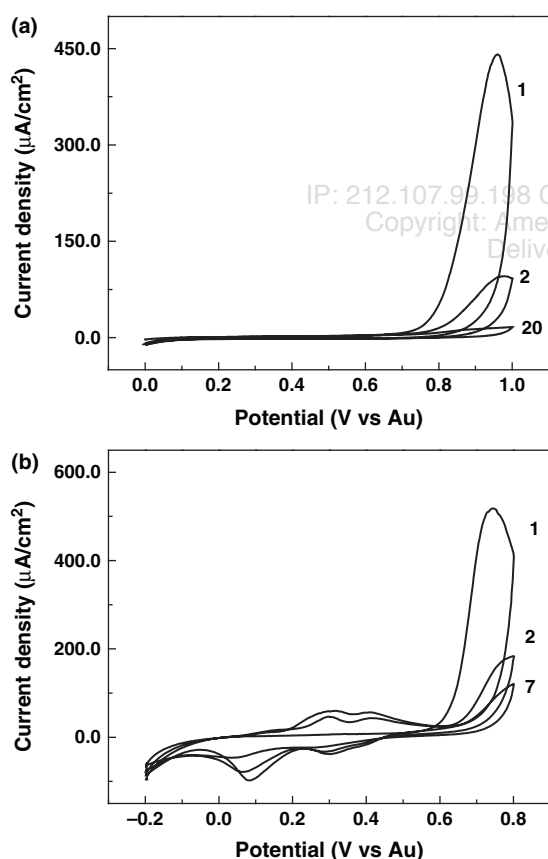 (a)
450.0
300.0
150.0
0.0
Current density (μA/cm²)
1
2
20
IP: 212.107.99.198 O
Copyright: Ame
Delive
0.0 0.2 0.4 0.6 0.8 1.0
Potential (V vs Au)
(b)
600.0
400.0
200.0
0.0
Current density (μA/cm²)
1
2
7
–0.2 0.0 0.2 0.4 0.6 0.8
Potential (V vs Au)